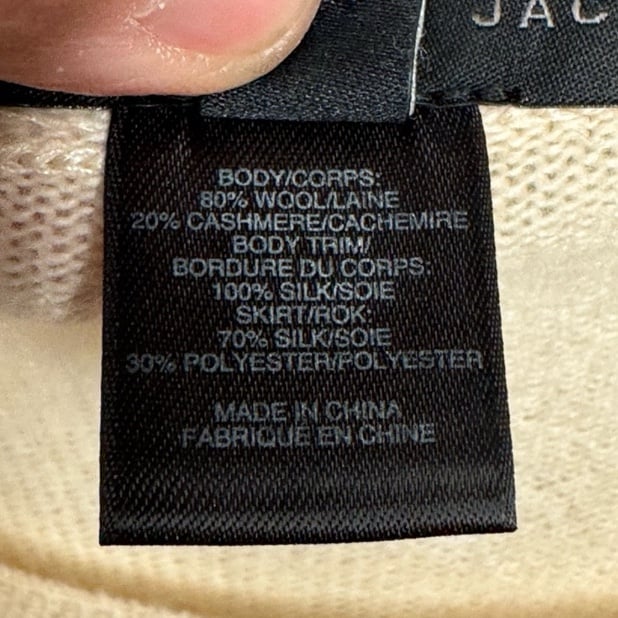 JAC
BODY/CORPS:
80% WOOL/LAINE
20% CASHMERE/CACHEMIRE
BODY TRIM/
BORDURE DU CORPS:
100% SILK/SOIE
SKIRT/ROK:
70% SILK/SOIE
30% POLYESTER/POLYESTER
MADE IN CHINA
FABRIQUE EN CHINE